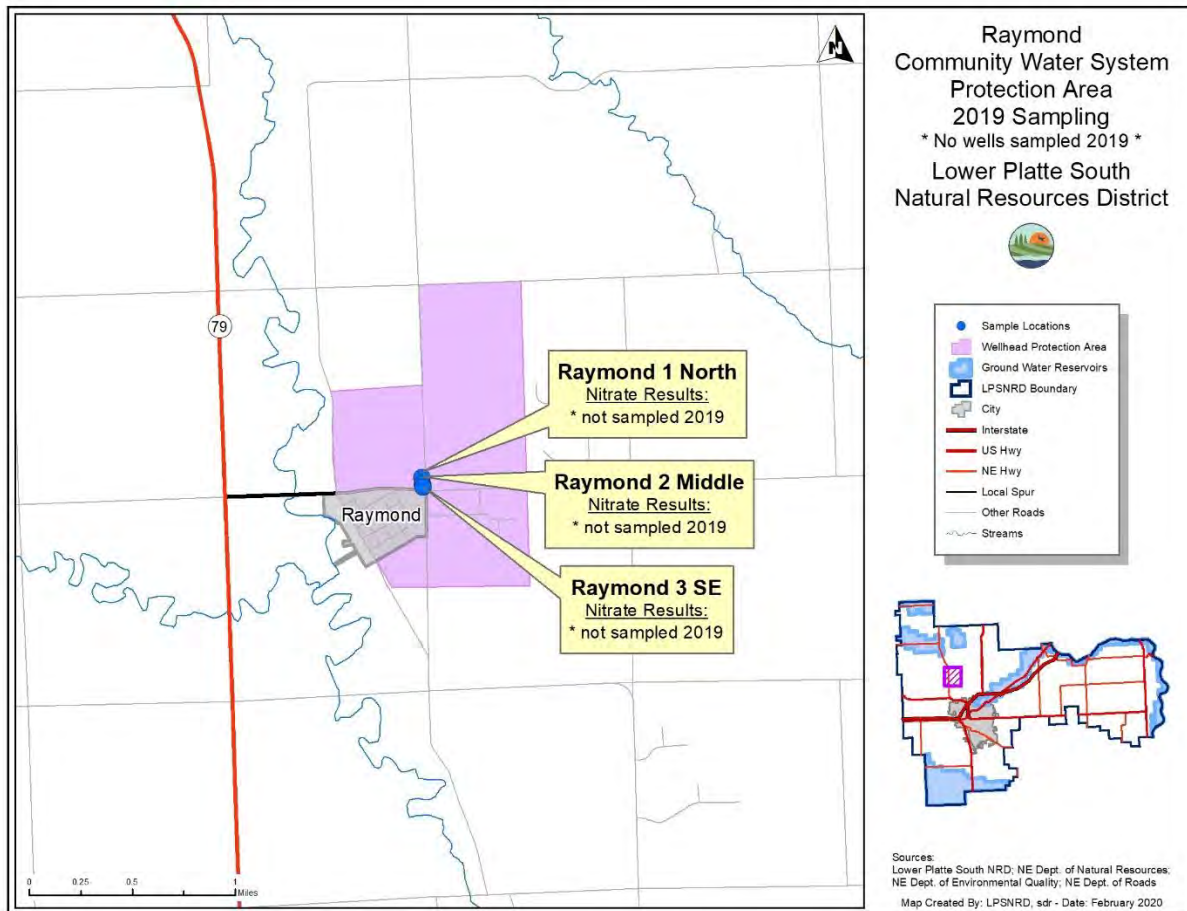 Raymond
Community Water System
Protection Area
2019 Sampling
* No wells sampled 2019 *
Lower Platte South
Natural Resources District
N
79
Raymond 1 North
Nitrate Results:
* not sampled 2019
Raymond 2 Middle
Nitrate Results:
* not sampled 2019
Raymond 3 SE
Nitrate Results:
* not sampled 2019
Raymond
Sample Locations
Wellhead Protection Area
Ground Water Reservoirs
LPSNRD Boundary
City
Interstate
US Hwy
NE Hwy
Local Spur
Other Roads
Streams
0 0.25 0.5 1
Miles
Sources:
Lower Platte South NRD; NE Dept. of Natural Resources;
NE Dept. of Environmental Quality; NE Dept. of Roads
Map Created By: LPSNRD, sdr - Date: February 2020